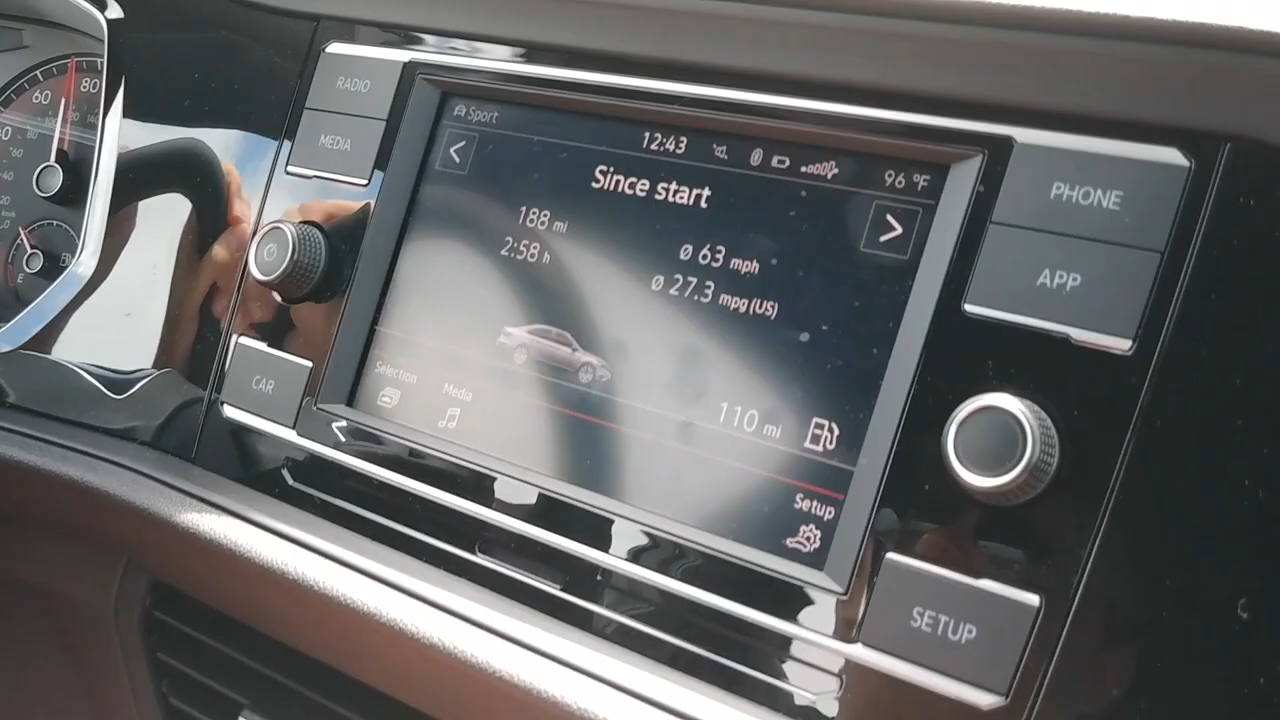 RADIO
MEDIA
CAR
Sport
12:43
96 °F
Since start
188 mi
2:58 h
ø 63 mph
ø 27.3 mpg (US)
110 mi
Selection
Media
Setup
PHONE
APP
SETUP
60
80
E